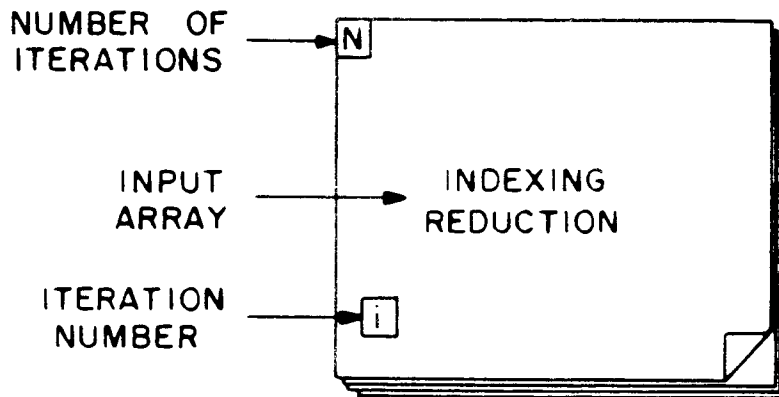 NUMBER OF
ITERATIONS
N
INPUT
ARRAY
INDEXING
REDUCTION
ITERATION
NUMBER
i